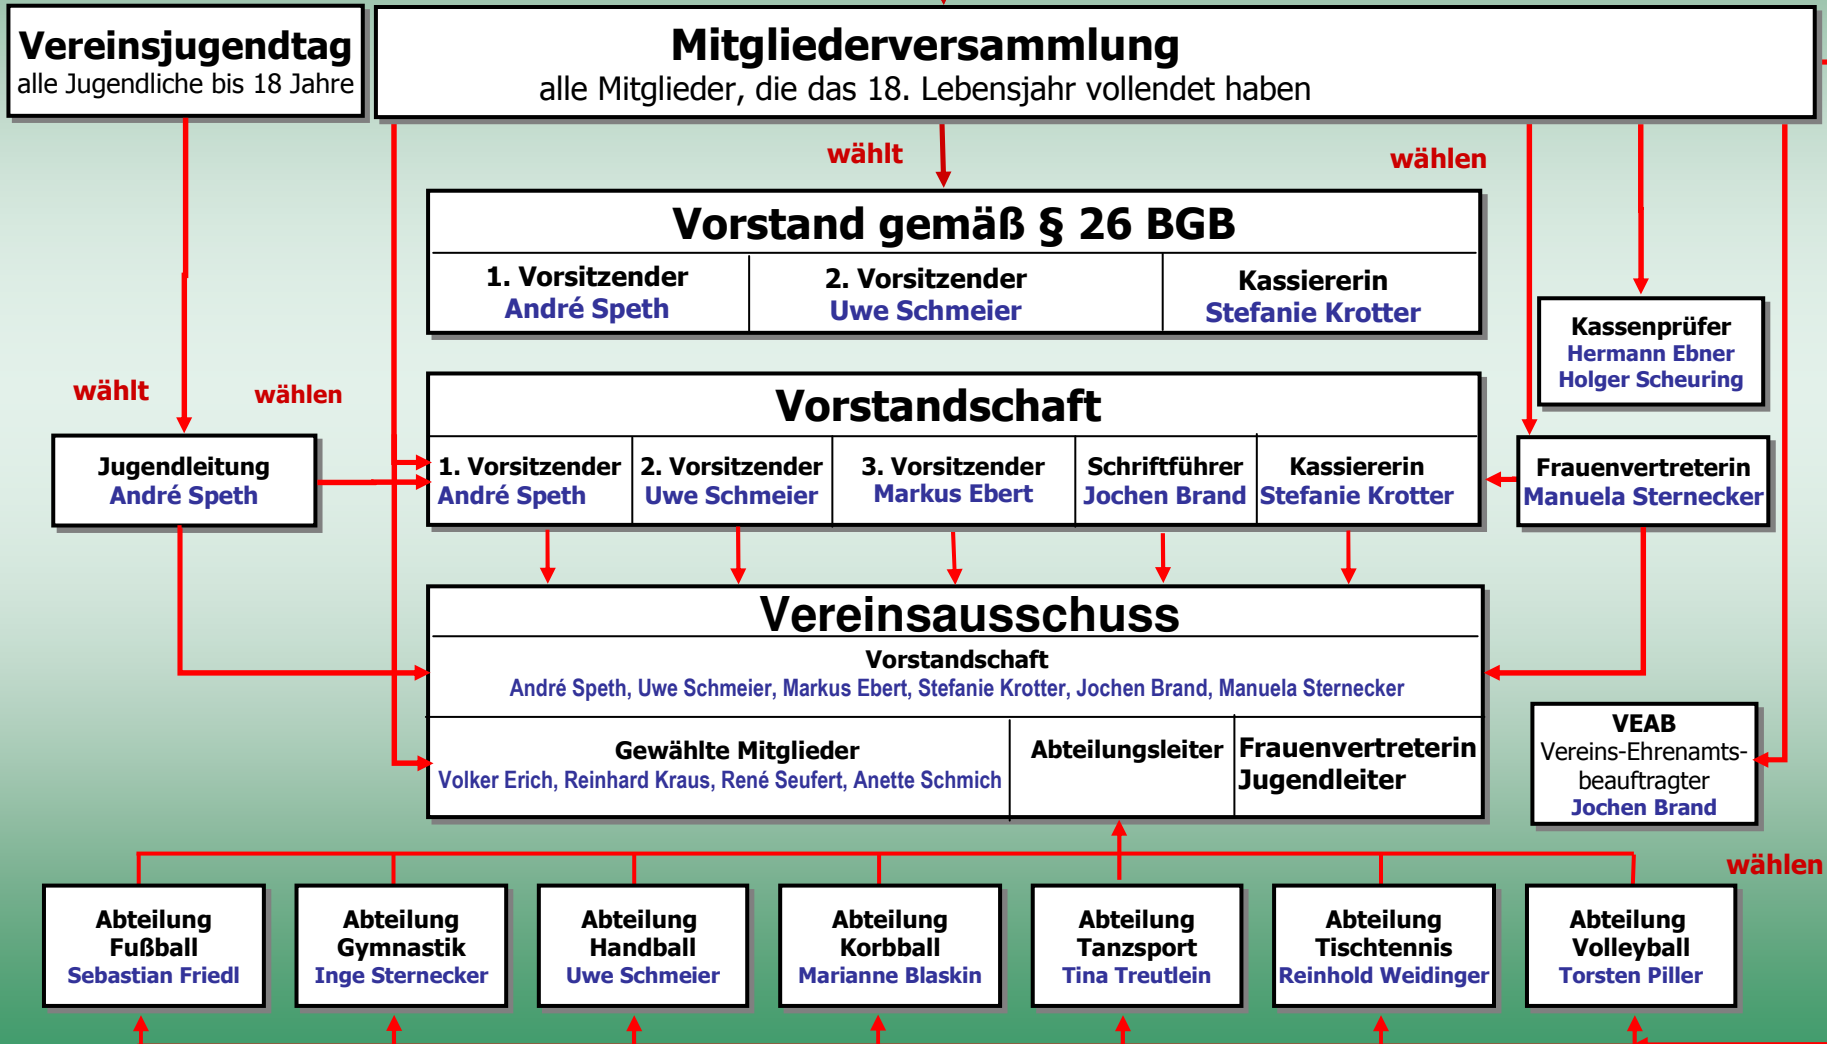 Vereinsjugendtag
alle Jugendliche bis 18 Jahre
Mitgliederversammlung
alle Mitglieder, die das 18. Lebensjahr vollendet haben
wählt
wählen
Vorstand gemäß § 26 BGB
1. Vorsitzender
André Speth
2. Vorsitzender
Uwe Schmeier
Kassiererin
Stefanie Krotter
Kassenprüfer
Hermann Ebner
Holger Scheuring
wählt
wählen
Vorstandschaft
Jugendleitung
André Speth
1. Vorsitzender
André Speth
2. Vorsitzender
Uwe Schmeier
3. Vorsitzender
Markus Ebert
Schriftführer
Jochen Brand
Kassiererin
Stefanie Krotter
Frauenvertreterin
Manuela Sternecker
Vereinsausschuss
Vorstandschaft
André Speth, Uwe Schmeier, Markus Ebert, Stefanie Krotter, Jochen Brand, Manuela Sternecker
Gewählte Mitglieder
Volker Erich, Reinhard Kraus, René Seufert, Anette Schmich
Abteilungsleiter
Frauenvertreterin
Jugendleiter
VEAB
Vereins-Ehrenamts-
beauftragter
Jochen Brand
wählen
Abteilung
Fußball
Sebastian Friedl
Abteilung
Gymnastik
Inge Sternecker
Abteilung
Handball
Uwe Schmeier
Abteilung
Korbball
Marianne Blaskin
Abteilung
Tanzsport
Tina Treutlein
Abteilung
Tischtennis
Reinhold Weidinger
Abteilung
Volleyball
Torsten Piller